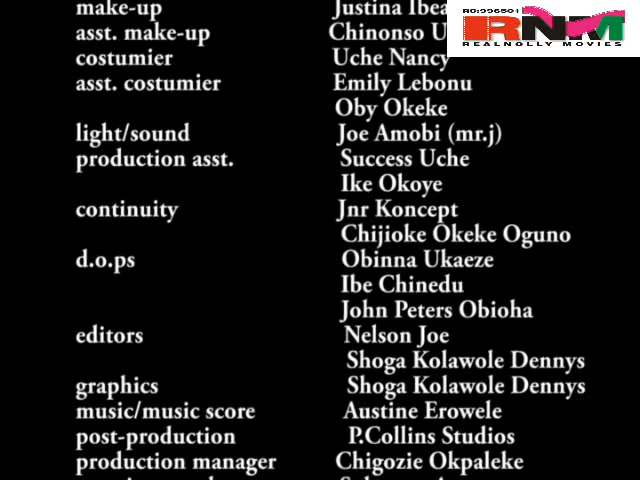 make-up Justina Ibea
asst. make-up Chinonso U
costumier Uche Nancy
asst. costumier Emily Lebonu
Oby Okeke
light/sound Joe Amobi (mr.j)
production asst. Success Uche
Ike Okoye
continuity Jnr Koncept
Chijioke Okeke Oguno
d.o.ps Obinna Ukaeze
Ibe Chinedu
John Peters Obioha
editors Nelson Joe
Shoga Kolawole Dennys
graphics Shoga Kolawole Dennys
music/music score Austine Erowele
post-production P.Collins Studios
production manager Chigozie Okpaleke
RNM
REALNOLLY MOVIES